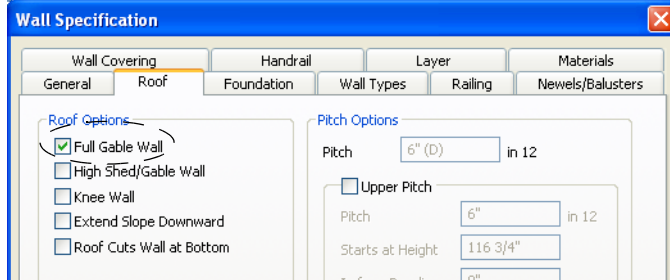 Wall Specification
Wall Covering Handrail Layer Materials
General Roof Foundation Wall Types Railing Newels/Balusters
Roof Options
Full Gable Wall
High Shed/Gable Wall
Knee Wall
Extend Slope Downward
Roof Cuts Wall at Bottom
Pitch Options
Pitch 6" (D) in 12
Upper Pitch
Pitch 6" in 12
Starts at Height 116 3/4"